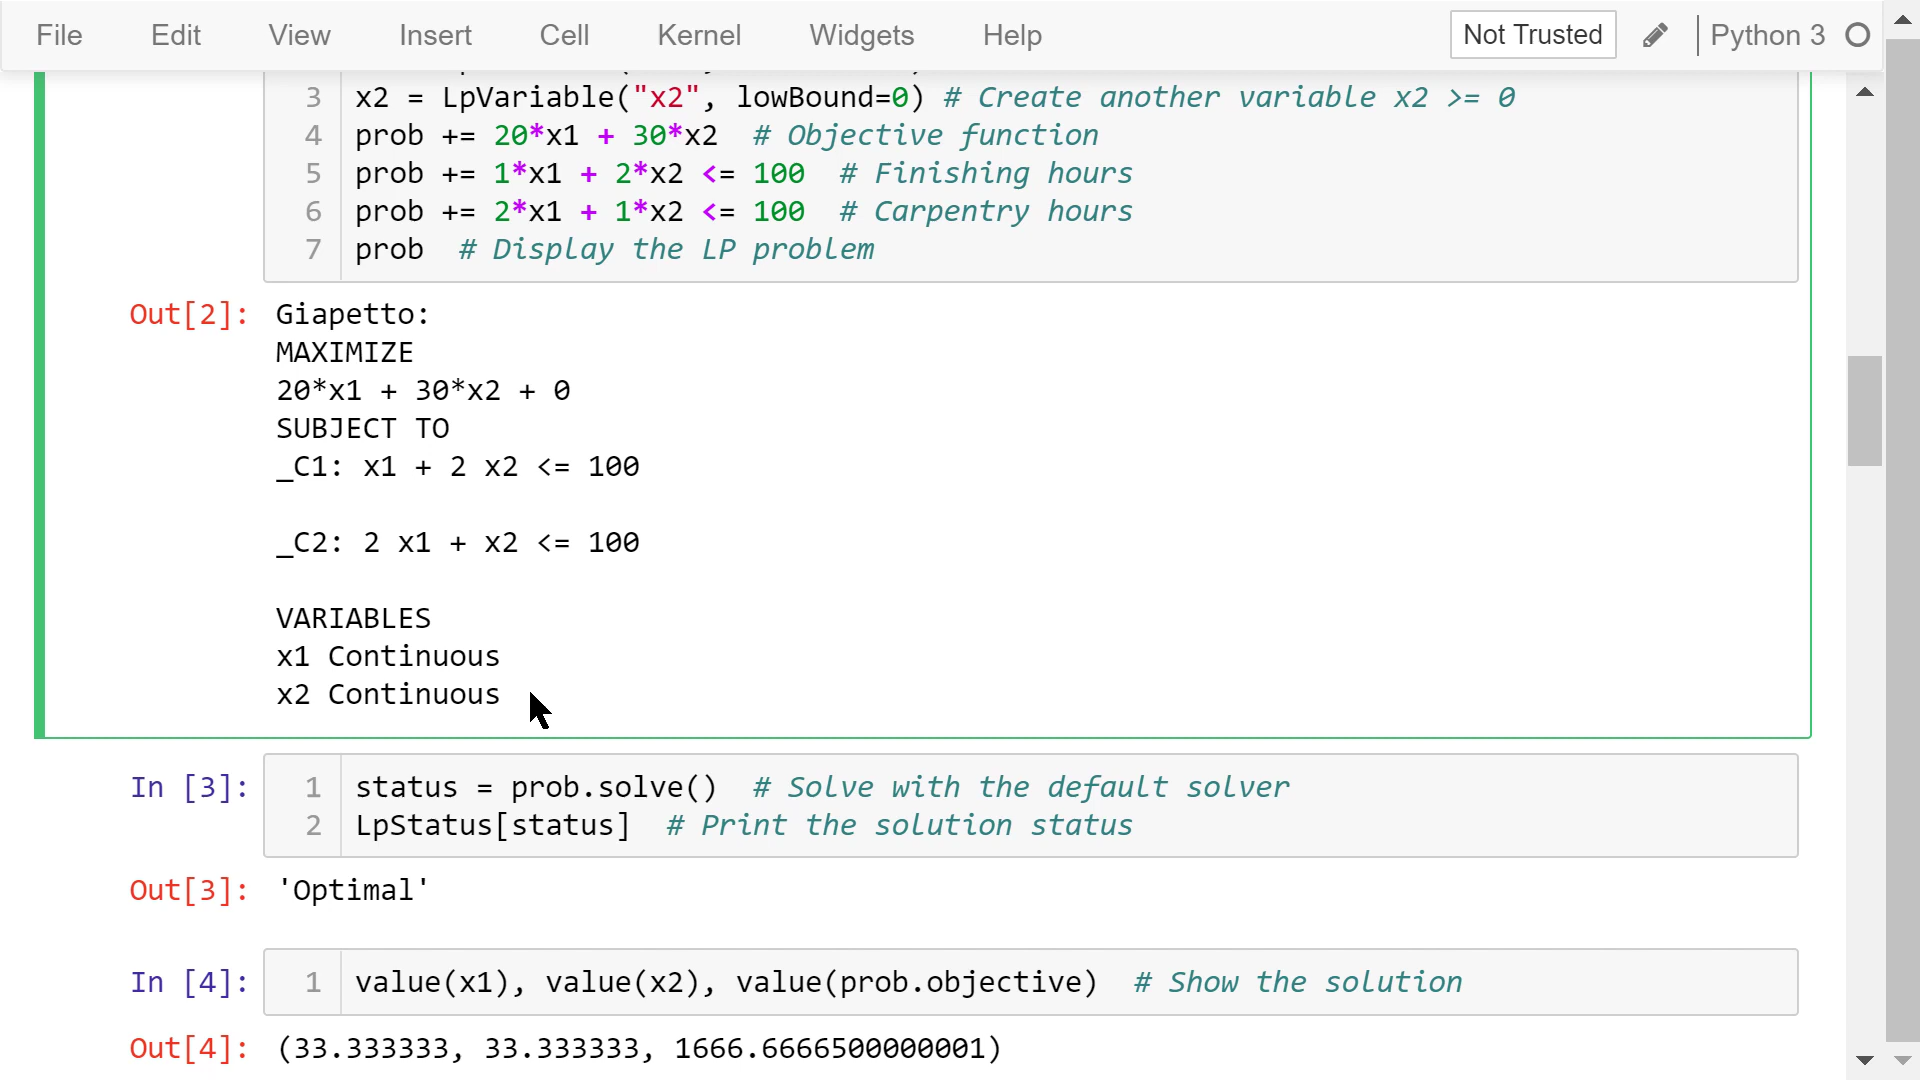 File Edit View Insert Cell Kernel Widgets Help Not Trusted Python 3
3 x2 = LpVariable("x2", lowBound=0) # Create another variable x2 >= 0
4 prob += 20*x1 + 30*x2  # Objective function
5 prob += 1*x1 + 2*x2 <= 100  # Finishing hours
6 prob += 2*x1 + 1*x2 <= 100  # Carpentry hours
7 prob  # Display the LP problem
Out[2]: Giapetto:
MAXIMIZE
20*x1 + 30*x2 + 0
SUBJECT TO
_C1: x1 + 2 x2 <= 100
_C2: 2 x1 + x2 <= 100
VARIABLES
x1 Continuous
x2 Continuous
In [3]: 1 status = prob.solve()  # Solve with the default solver
2 LpStatus[status]  # Print the solution status
Out[3]: 'Optimal'
In [4]: 1 value(x1), value(x2), value(prob.objective)  # Show the solution
Out[4]: (33.333333, 33.333333, 1666.6666500000001)